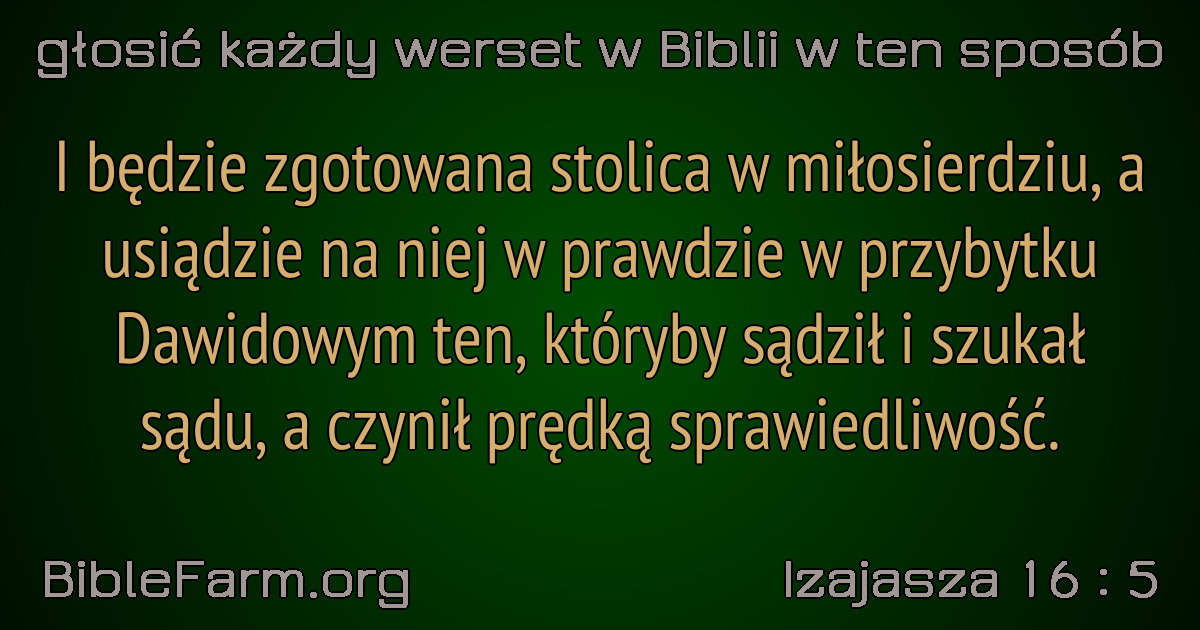 głosić każdy werset w Biblii w ten sposób
I będzie zgotowana stolica w miłosierdziu, a
usiądzie na niej w prawdzie w przybytku
Dawidowym ten, któryby sądził i szukał
sądu, a czynił prędką sprawiedliwość.
BibleFarm.org
Izajasza 16 : 5